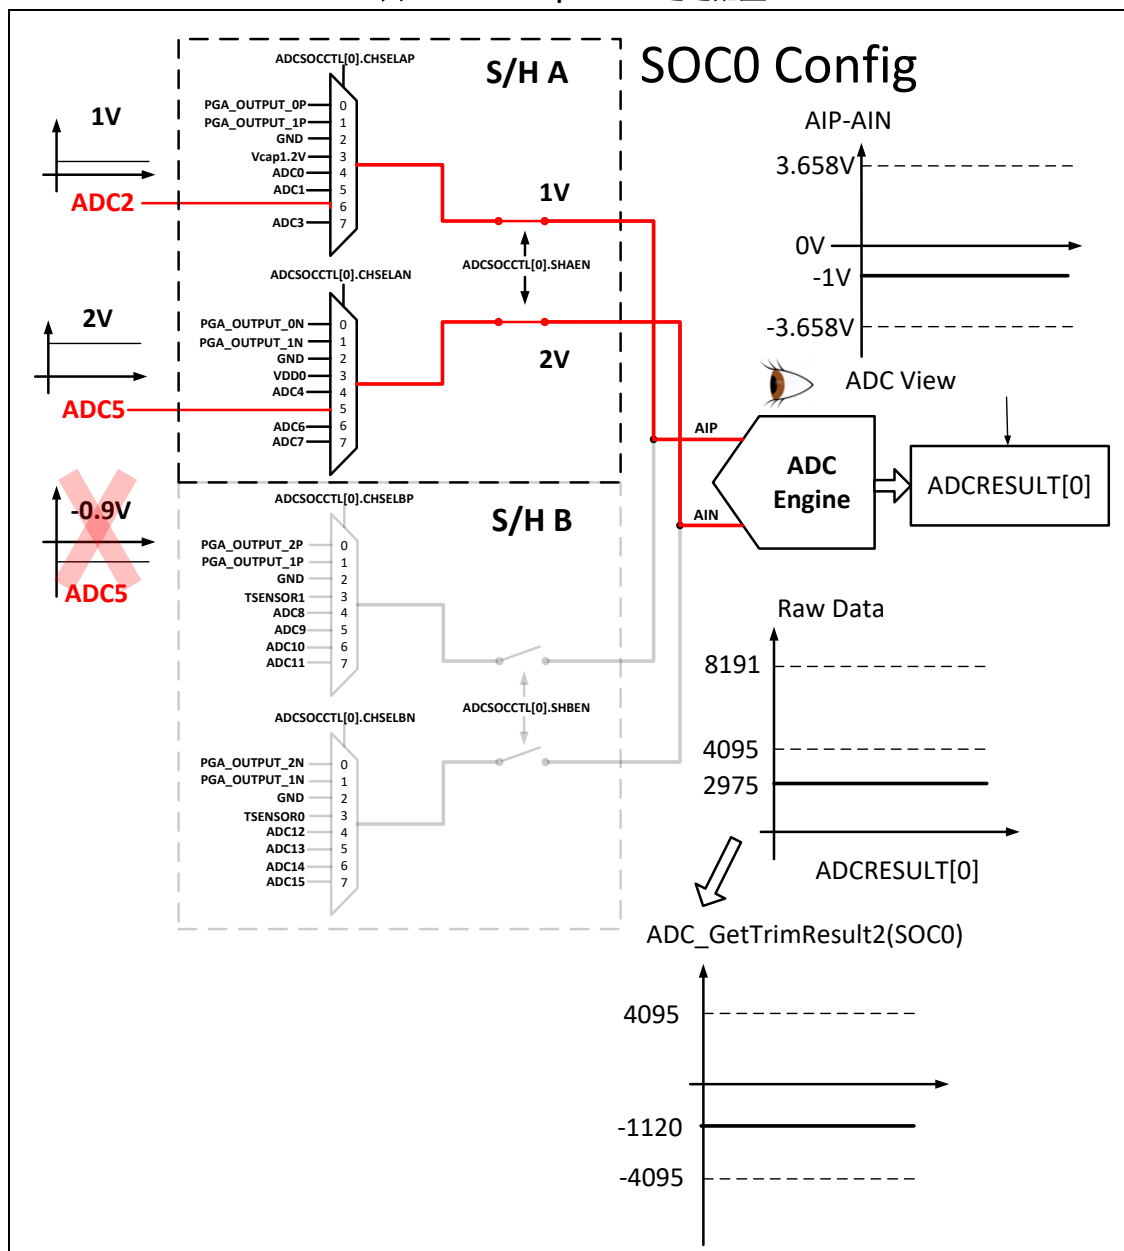 SOC0 Config
S/H A
ADCSOCCTL[0].CHSELAP
PGA_OUTPUT_0P
0
PGA_OUTPUT_1P
1
GND
2
Vcap1.2V
3
ADC0
4
ADC1
5
6
ADC3
7
1V
ADC2
1V
ADCSOCCTL[0].SHAEN
ADCSOCCTL[0].CHSELAN
PGA_OUTPUT_0N
0
PGA_OUTPUT_1N
1
GND
2
VDD0
3
ADC4
4
5
ADC6
6
ADC7
7
2V
ADC5
2V
AIP-AIN
3.658V
0V
-1V
-3.658V
ADC View
AIP
AIN
ADC
Engine
ADCRESULT[0]
-0.9V
ADC5
S/H B
ADCSOCCTL[0].CHSELBP
PGA_OUTPUT_2P
0
PGA_OUTPUT_1P
1
GND
2
TSENSOR1
3
ADC8
4
ADC9
5
ADC10
6
ADC11
7
ADCSOCCTL[0].SHBEN
ADCSOCCTL[0].CHSELBN
PGA_OUTPUT_2N
0
PGA_OUTPUT_1N
1
GND
2
TSENSOR0
3
ADC12
4
ADC13
5
ADC14
6
ADC15
7
Raw Data
8191
4095
2975
ADCRESULT[0]
ADC_GetTrimResult2(SOC0)
4095
-1120
-4095